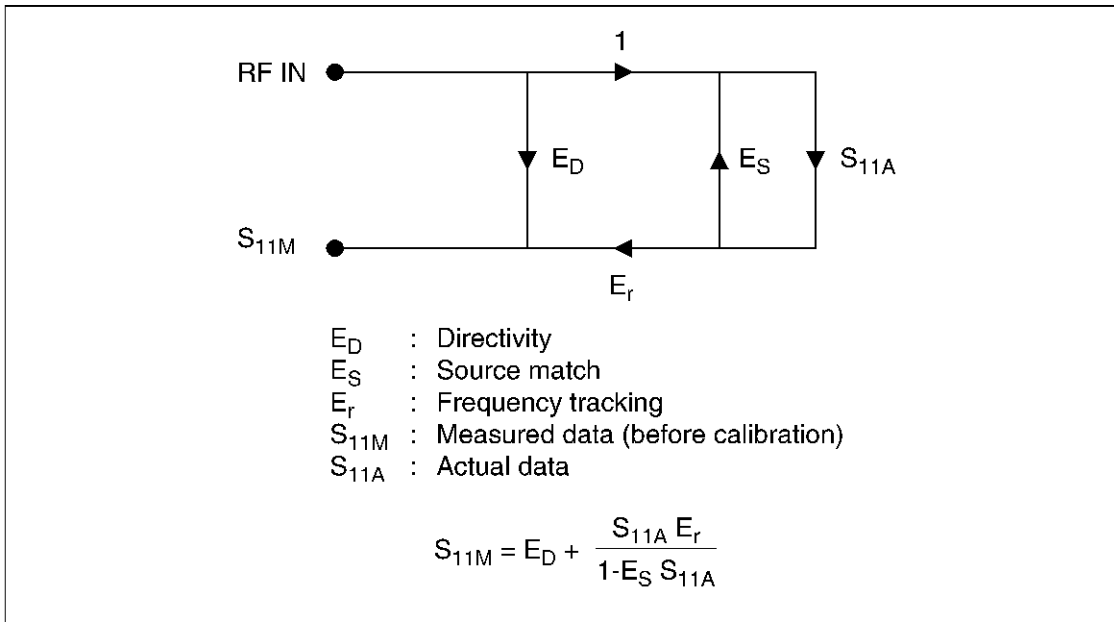 1
RF IN
E_D
E_S
S_11A
S_11M
E_r
E_D : Directivity
E_S : Source match
E_r : Frequency tracking
S_11M : Measured data (before calibration)
S_11A : Actual data
S_11M = E_D + S_11A E_r / 1-E_S S_11A